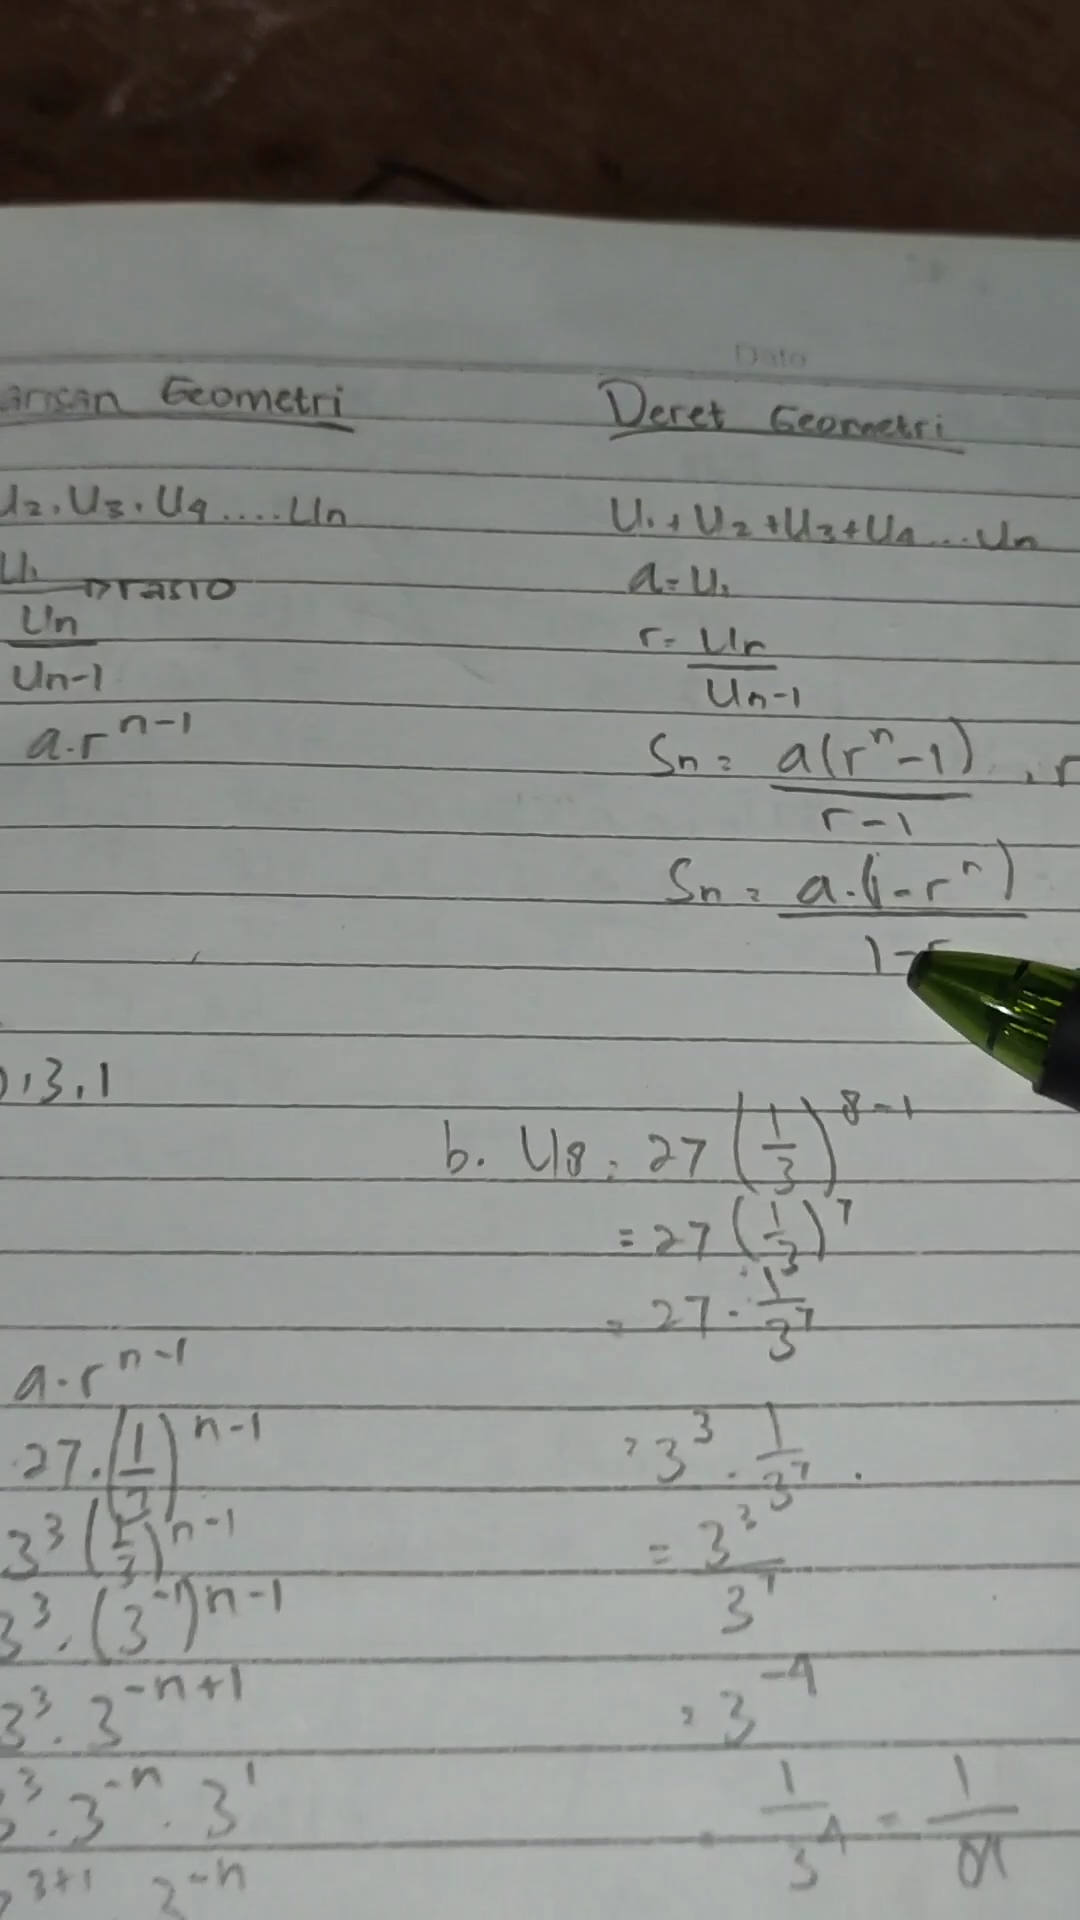 Date
arisan Geometri
U2, U3, U4 .... Un
U1 → rasio
Un
Un-1
a.r^n-1
Deret Geometri
U1 + U2 + U3 + U4 ... Un
a = U1
r = Un
Un-1
Sn = a(r^n - 1) , r
r - 1
Sn = a.(1 - r^n)
1 - r
,3,1
a.r^n-1
27.(1/3)^n-1
3^3 (1/3)^n-1
3^3 . (3^-1)^n-1
3^3 . 3^-n+1
3^3 . 3^-n . 3^1
3+1 3^-n
b. U8 = 27 (1/3)^8-1
= 27 (1/3)^7
= 27 . 1/3^7
= 3^3 . 1/3^7 .
= 3^3/3^7
= 3^-4
= 1/3^4 = 1/81